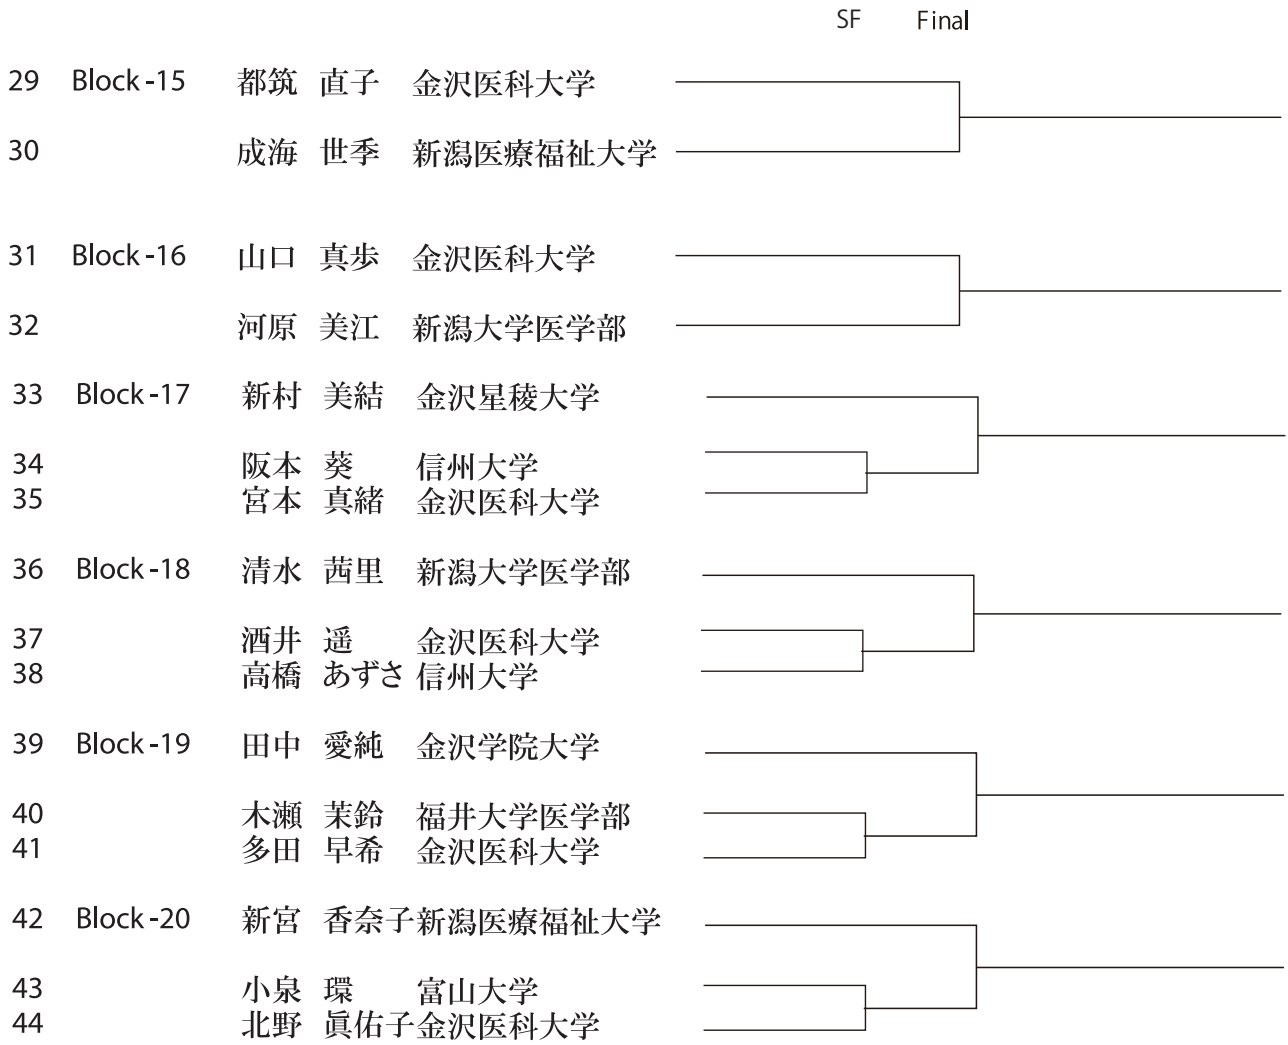 SF Final
29 Block-15 都筑 直子 金沢医科大学
30 成海 世季 新潟医療福祉大学
31 Block-16 山口 真歩 金沢医科大学
32 河原 美江 新潟大学医学部
33 Block-17 新村 美結 金沢星稜大学
34 阪本 葵 信州大学
35 宮本 真緒 金沢医科大学
36 Block-18 清水 茜里 新潟大学医学部
37 酒井 遥 金沢医科大学
38 高橋 あずさ 信州大学
39 Block-19 田中 愛純 金沢学院大学
40 木瀬 茉鈴 福井大学医学部
41 多田 早希 金沢医科大学
42 Block-20 新宮 香奈子 新潟医療福祉大学
43 小泉 環 富山大学
44 北野 眞佑子 金沢医科大学